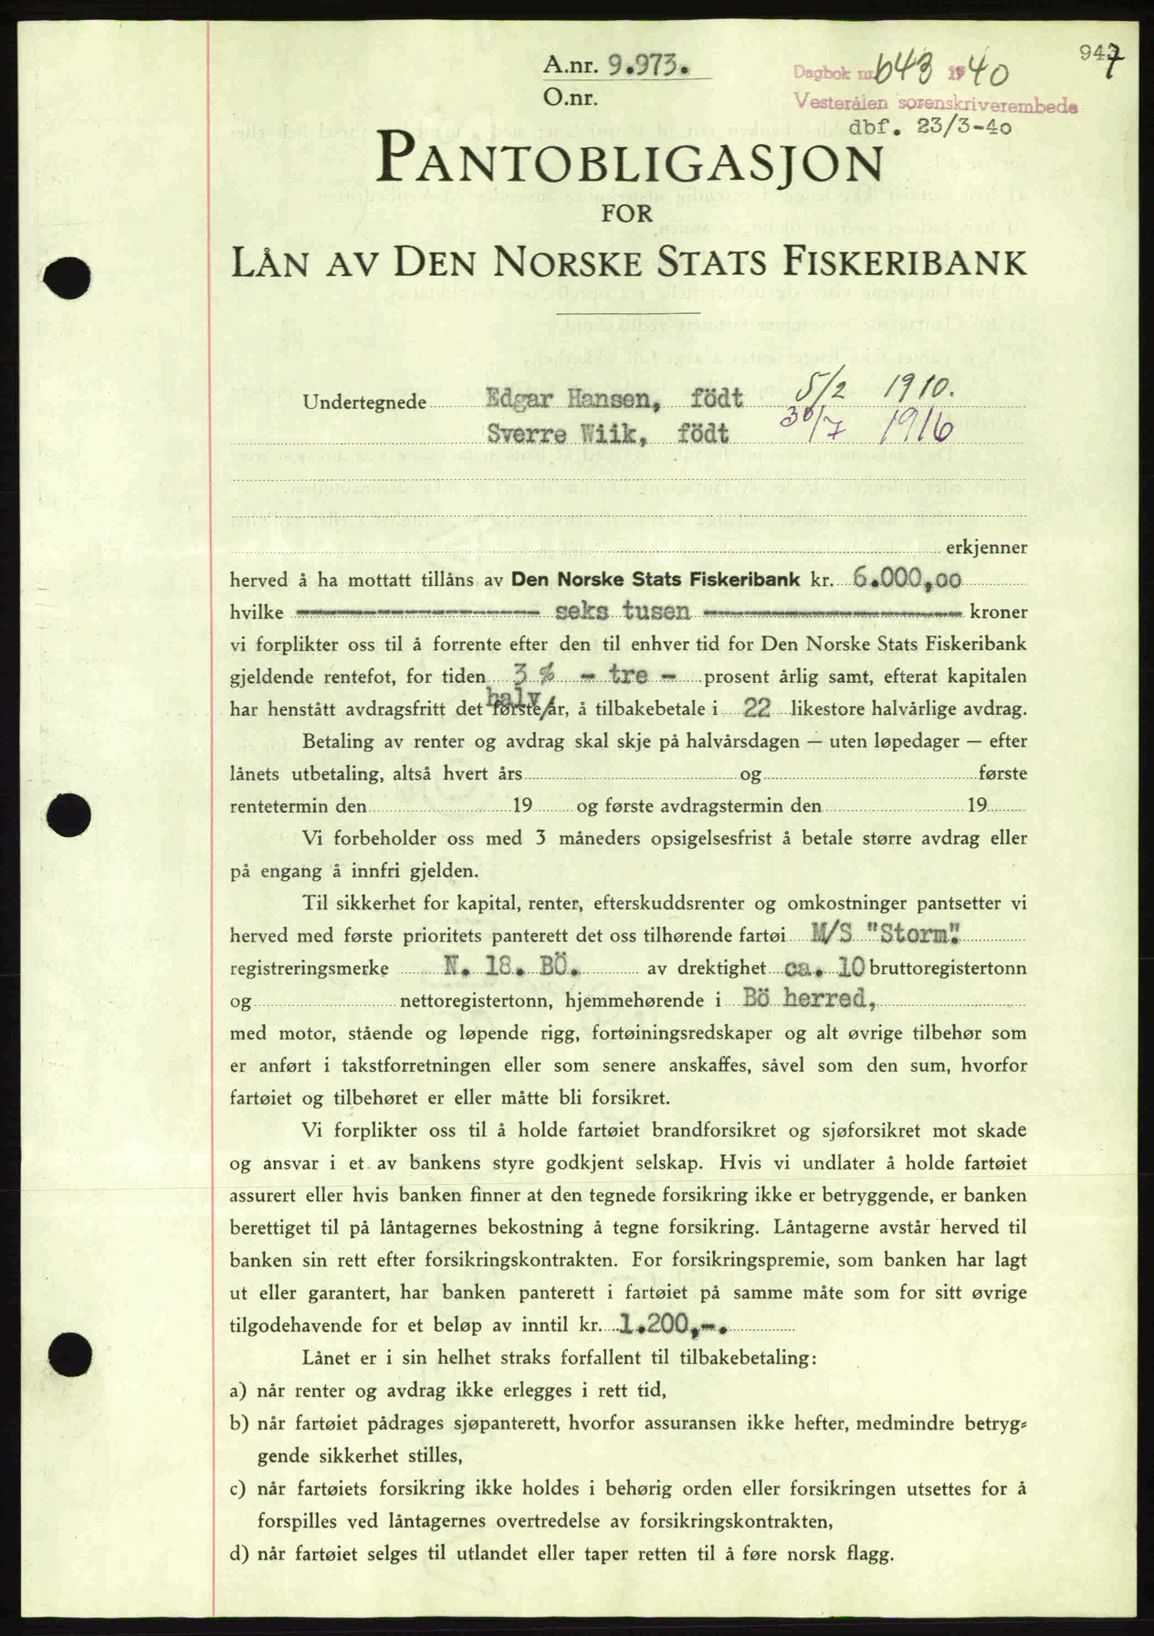 947
A.nr. 9.973.
Dagbok nr. 643 1940
O.nr.
Vesterålen sorenskriverembede
dbf. 23/3-40
PANTOBLIGASJON
FOR
LÅN AV DEN NORSKE STATS FISKERIBANK
Undertegnede Edgar Hansen, födt 5/2 1910.
Sverre Wiik, födt 30/7 1916
erkjenner
herved å ha mottatt tillåns av Den Norske Stats Fiskeribank kr. 6.000,00
hvilke seks tusen kroner
vi forplikter oss til å forrente efter den til enhver tid for Den Norske Stats Fiskeribank
gjeldende rentefot, for tiden 3 % - tre - prosent årlig samt, efterat kapitalen
har henstått avdragsfritt det første halv/år, å tilbakebetale i 22 likestore halvårlige avdrag.
Betaling av renter og avdrag skal skje på halvårsdagen — uten løpedager — efter
lånets utbetaling, altså hvert års og første
rentetermin den 19 og første avdragstermin den 19
Vi forbeholder oss med 3 måneders opsigelsesfrist å betale større avdrag eller
på engang å innfri gjelden.
Til sikkerhet for kapital, renter, efterskuddsrenter og omkostninger pantsetter vi
herved med første prioritets panterett det oss tilhørende fartøi M/S "Storm".
registreringsmerke N. 18. BÖ. av drektighet ca. 10 bruttoregistertonn
og nettoregistertonn, hjemmehørende i Bö herred,
med motor, stående og løpende rigg, fortøiningsredskaper og alt øvrige tilbehør som
er anført i takstforretningen eller som senere anskaffes, såvel som den sum, hvorfor
fartøiet og tilbehøret er eller måtte bli forsikret.
Vi forplikter oss til å holde fartøiet brandforsikret og sjøforsikret mot skade
og ansvar i et av bankens styre godkjent selskap. Hvis vi undlater å holde fartøiet
assurert eller hvis banken finner at den tegnede forsikring ikke er betryggende, er banken
berettiget til på låntagernes bekostning å tegne forsikring. Låntagerne avstår herved til
banken sin rett efter forsikringskontrakten. For forsikringspremie, som banken har lagt
ut eller garantert, har banken panterett i fartøiet på samme måte som for sitt øvrige
tilgodehavende for et beløp av inntil kr. 1.200,-.
Lånet er i sin helhet straks forfallent til tilbakebetaling:
a) når renter og avdrag ikke erlegges i rett tid,
b) når fartøiet pådrages sjøpanterett, hvorfor assuransen ikke hefter, medmindre betryg-
gende sikkerhet stilles,
c) når fartøiets forsikring ikke holdes i behørig orden eller forsikringen utsettes for å
forspilles ved låntagernes overtredelse av forsikringskontrakten,
d) når fartøiet selges til utlandet eller taper retten til å føre norsk flagg.